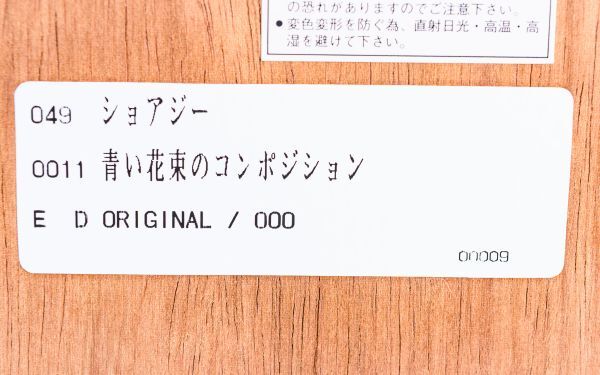 の恐れがありますのでご注意下さい。
●変色変形を防ぐ為、直射日光・高温・高
湿を避けて下さい。
049 ショアジー
0011 青い花束のコンポジション
E D ORIGINAL / 000
00009